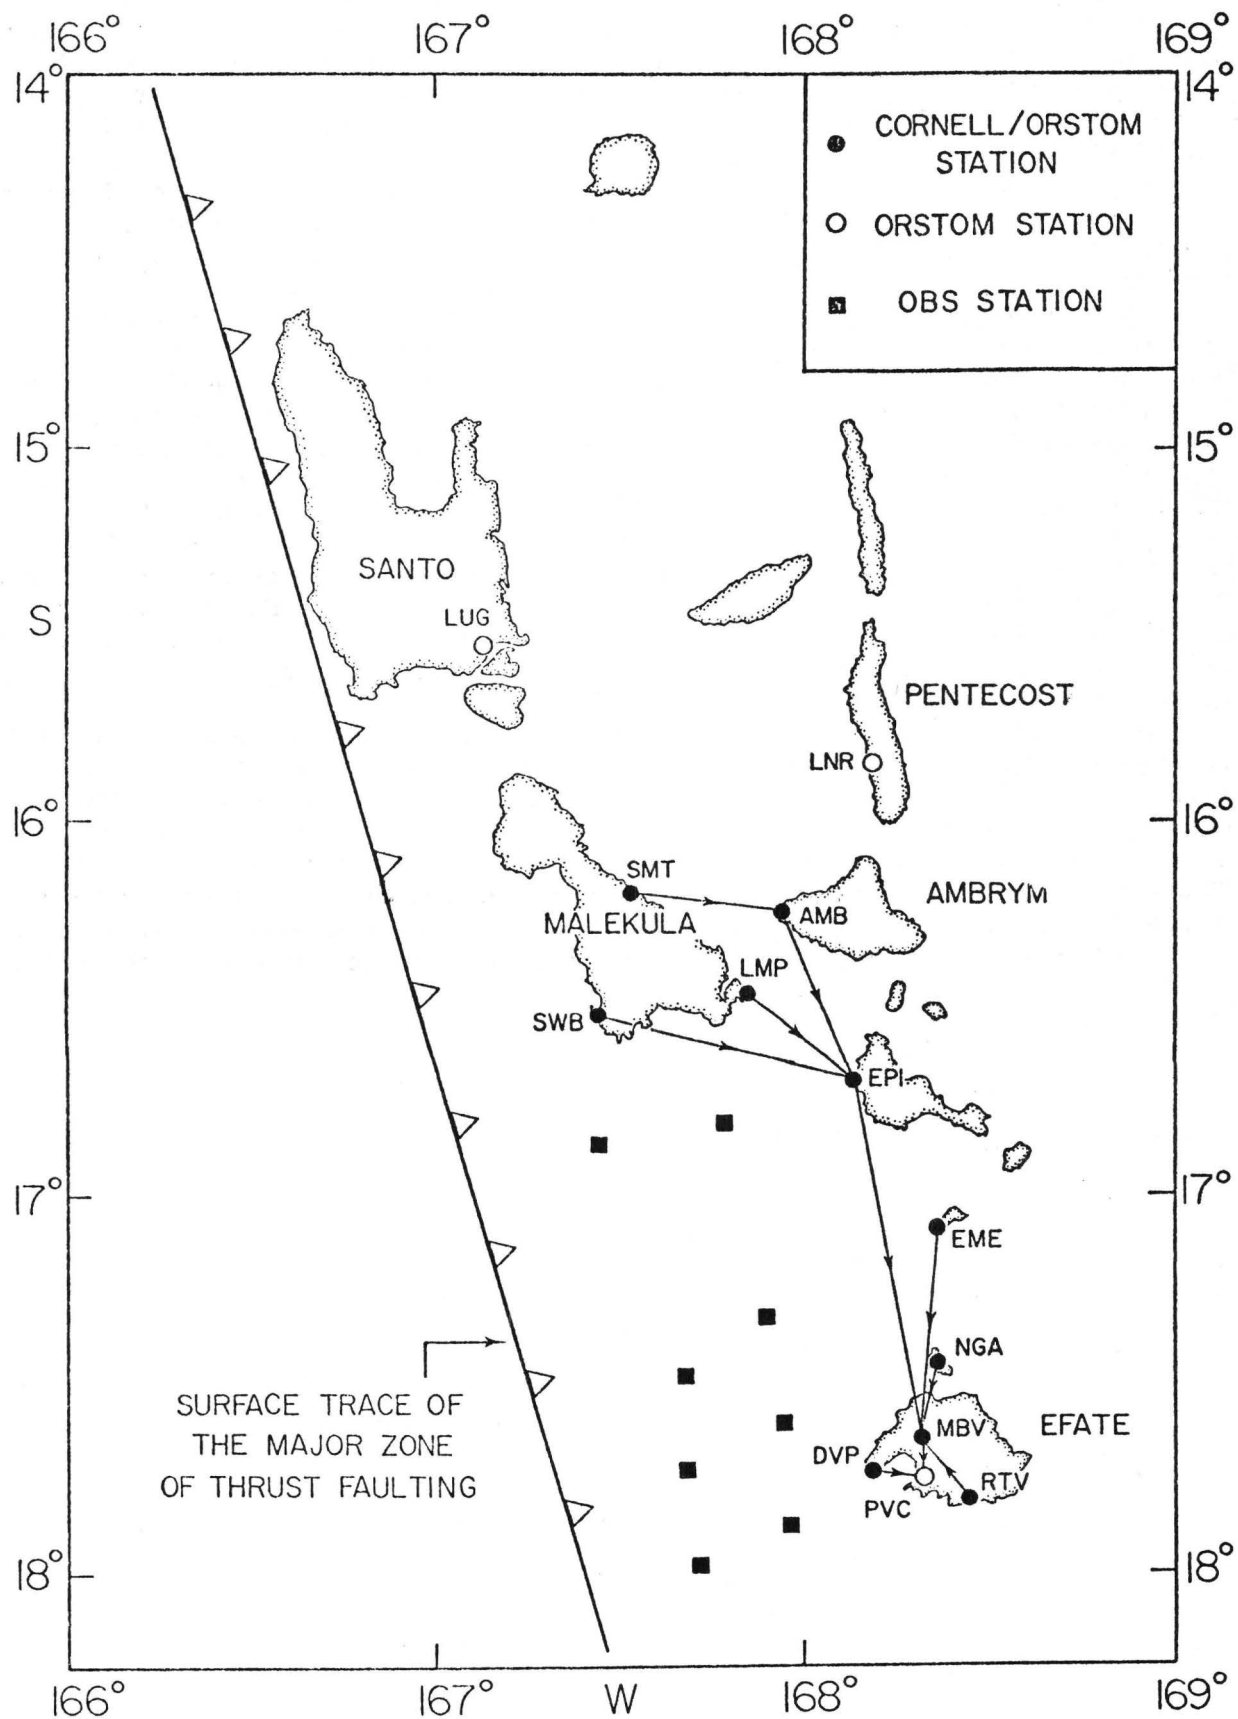 166° 167° 168° 169°
14° 14°
CORNELL/ORSTOM
STATION
ORSTOM STATION
OBS STATION
15° 15°
SANTO
S
LUG
PENTECOST
LNR
16° 16°
SMT
AMBRYM
MALEKULA
AMB
LMP
SWB
EPI
17° 17°
EME
NGA
SURFACE TRACE OF
THE MAJOR ZONE
OF THRUST FAULTING
EFATE
MBV
DVP
RTV
PVC
18° 18°
166° 167° W 168° 169°